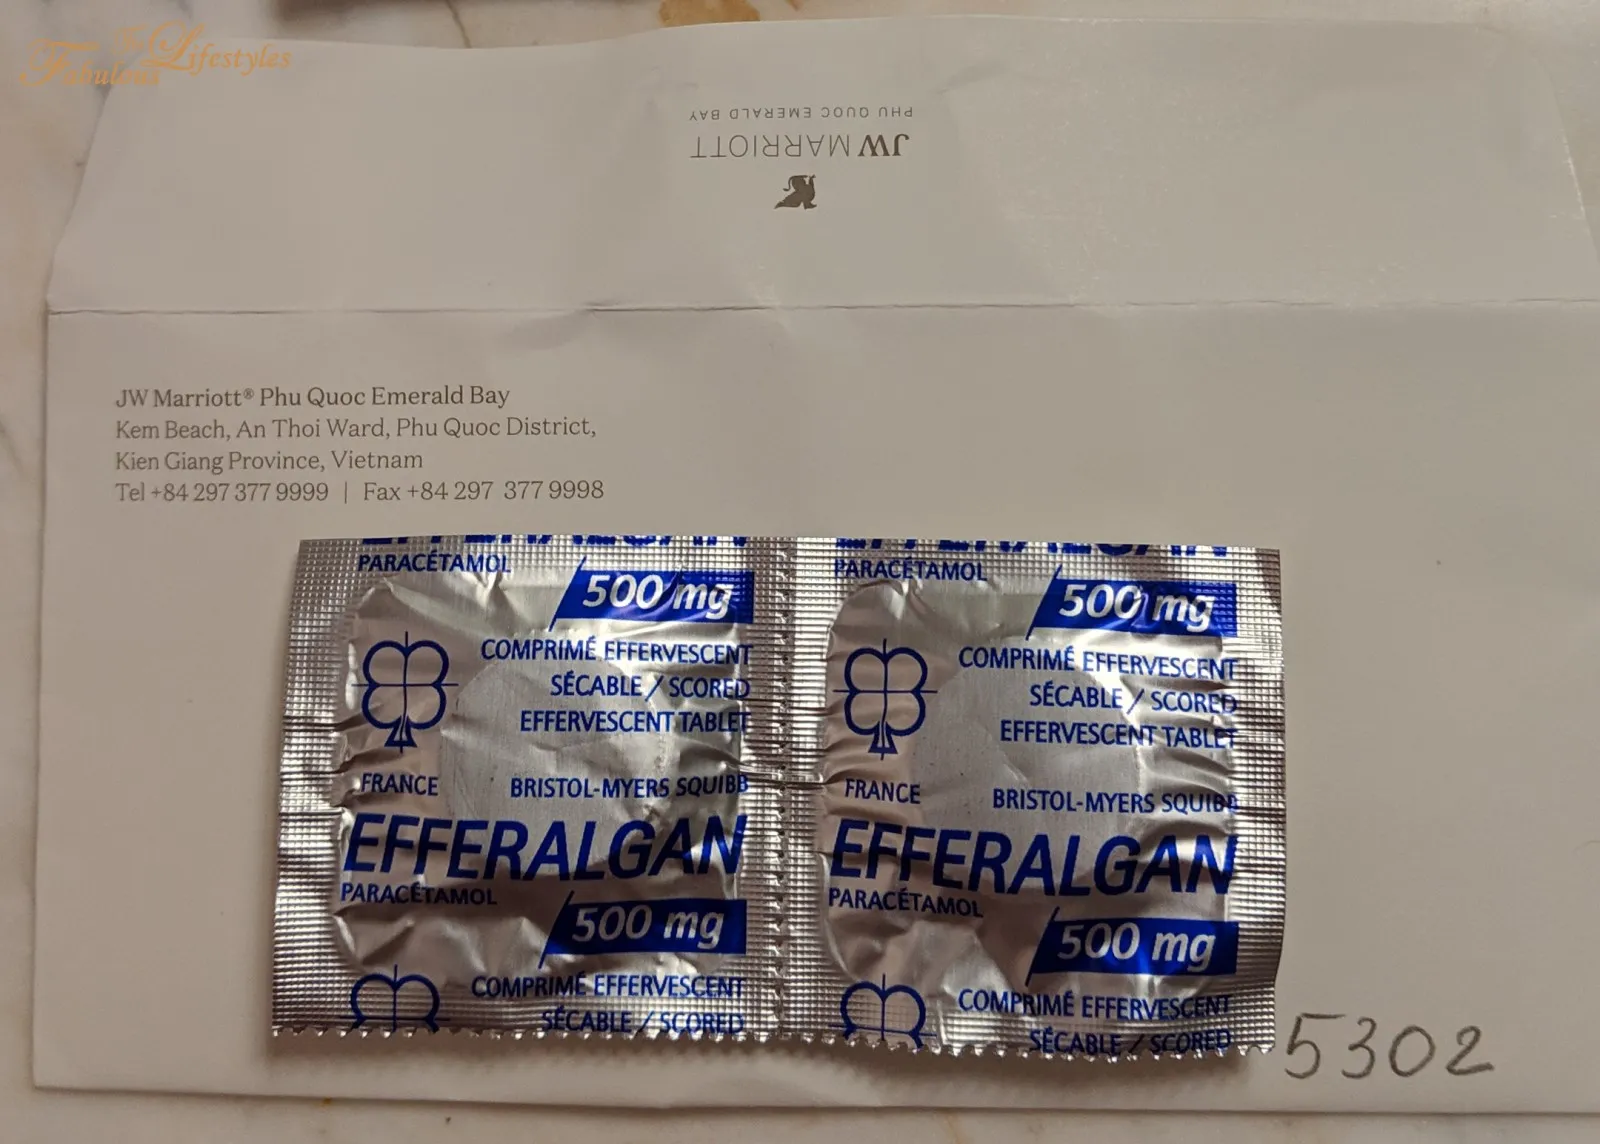 The Fabulous Lifestyles
JW MARRIOTT
PHU QUOC EMERALD BAY
JW Marriott® Phu Quoc Emerald Bay
Kem Beach, An Thoi Ward, Phu Quoc District,
Kien Giang Province, Vietnam
Tel +84 297 377 9999 | Fax +84 297 377 9998
EFFERALGAN
PARACÉTAMOL
500 mg
COMPRIMÉ EFFERVESCENT
SÉCABLE / SCORED
EFFERVESCENT TABLET
FRANCE BRISTOL-MYERS SQUIBB
EFFERALGAN
PARACÉTAMOL
500 mg
COMPRIMÉ EFFERVESCENT
SÉCABLE / SCORED
EFFERALGAN
PARACÉTAMOL
500 mg
COMPRIMÉ EFFERVESCENT
SÉCABLE / SCORED
EFFERVESCENT TABLET
FRANCE BRISTOL-MYERS SQUIBB
EFFERALGAN
PARACÉTAMOL
500 mg
COMPRIMÉ EFFERVESCENT
SÉCABLE / SCORED
5302